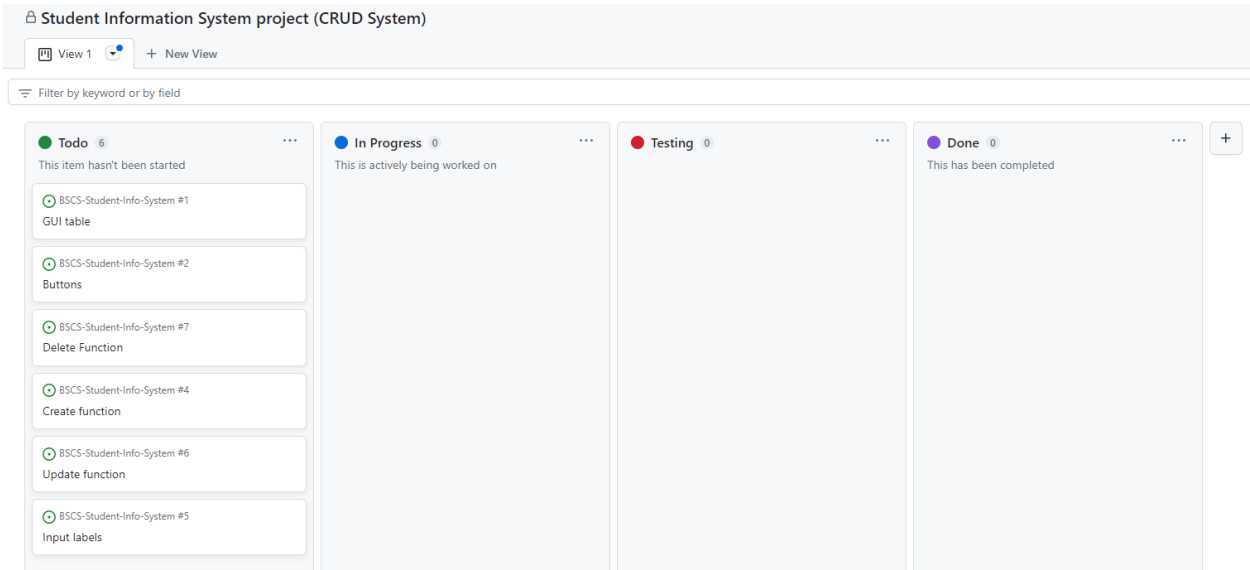 Student Information System project (CRUD System)
View 1
New View
Filter by keyword or by field
Todo 6
This item hasn't been started
BSCS-Student-Info-System #1
GUI table
BSCS-Student-Info-System #2
Buttons
BSCS-Student-Info-System #7
Delete Function
BSCS-Student-Info-System #4
Create function
BSCS-Student-Info-System #6
Update function
BSCS-Student-Info-System #5
Input labels
In Progress 0
This is actively being worked on
Testing 0
Done 0
This has been completed